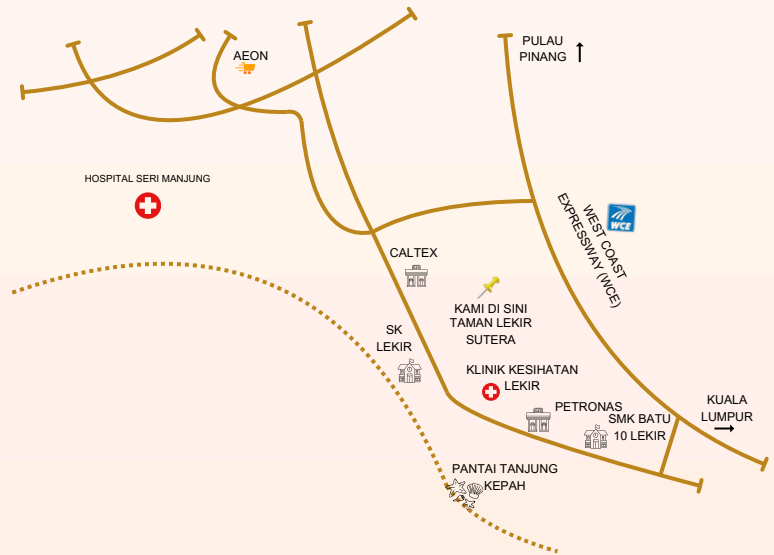 PULAU
PINANG
AEON
HOSPITAL SERI MANJUNG
WEST COAST
EXPRESSWAY (WCE)
WCE
CALTEX
KAMI DI SINI
TAMAN LEKIR
SUTERA
SK
LEKIR
KLINIK KESIHATAN
LEKIR
PETRONAS
SMK BATU
10 LEKIR
KUALA
LUMPUR
PANTAI TANJUNG
KEPAH